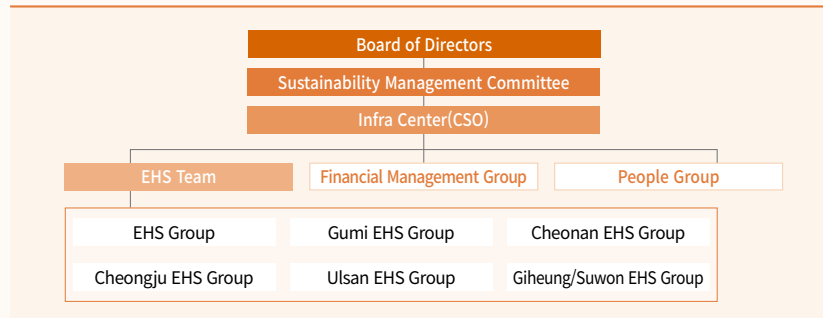 Board of Directors
Sustainability Management Committee
Infra Center(CSO)
EHS Team
Financial Management Group
People Group
EHS Group
Gumi EHS Group
Cheonan EHS Group
Cheongju EHS Group
Ulsan EHS Group
Giheung/Suwon EHS Group